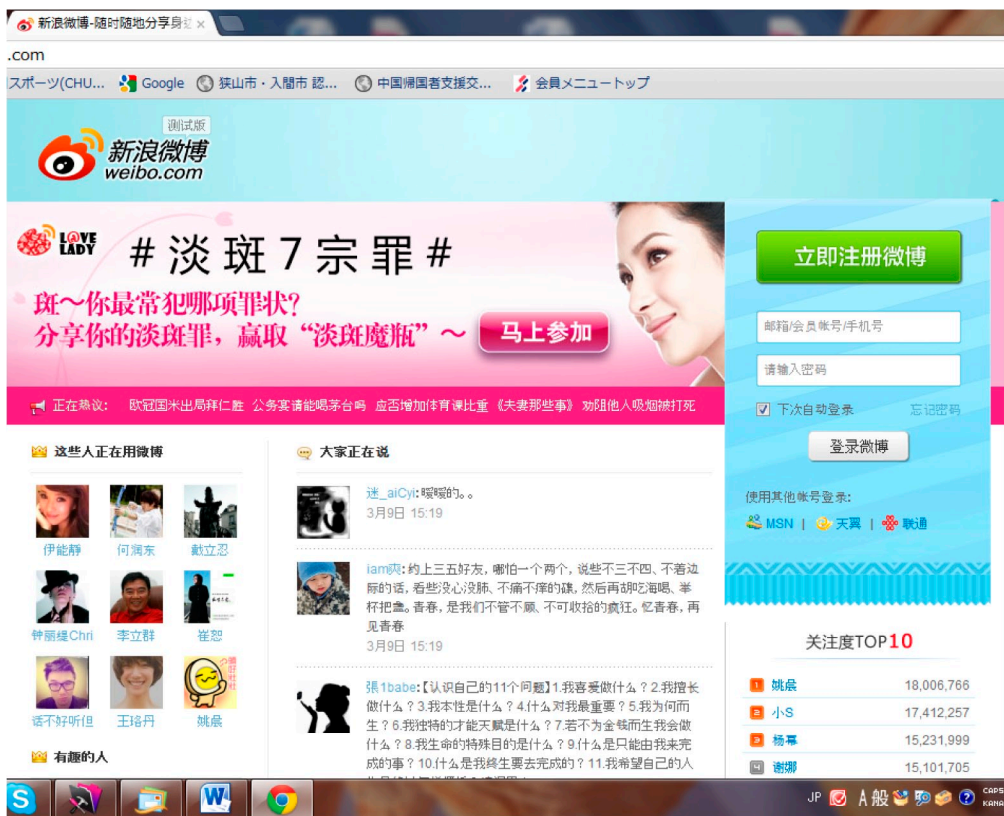 新浪微博-随时随地分享身边
.com
スポーツ(CHU...
Google
狭山市・入間市 認...
中国帰国者支援交...
会員メニュートップ
测试版
新浪微博
weibo.com
L@VE
LADY
#淡斑7宗罪#
斑～你最常犯哪项罪状？
分享你的淡斑罪，赢取“淡斑魔瓶”～
马上参加
正在热议： 欧冠国米出局拜仁胜 公务宴请能喝茅台吗 应否增加体育课比重 《夫妻那些事》 劝阻他人吸烟被打死
立即注册微博
邮箱/会员帐号/手机号
请输入密码
下次自动登录
忘记密码
登录微博
使用其他帐号登录:
MSN | 天翼 | 联通
这些人正在用微博
伊能靜
何润东
戴立忍
钟丽缇Chri
李立群
崔恕
话不好听但
王珞丹
姚晨
有趣的人
大家正在说
迷_aiCyi:暧暧的。。
3月9日 15:19
iam爽:约上三五好友，哪怕一个两个，说些不三不四、不着边
际的话，看些没心没肺、不痛不痒的碟，然后再胡吃海喝、举
杯把盏。青春，是我们不管不顾、不可收拾的疯狂。忆青春，再
见青春
3月9日 15:19
張1babe:【认识自己的11个问题】1.我喜爱做什么？2.我擅长
做什么？3.我本性是什么？4.什么对我最重要？5.我为何而
生？6.我独特的才能天赋是什么？7.若不为金钱而生我会做
什么？8.我生命的特殊目的是什么？9.什么是只能由我来完
成的事？10.什么是我终生要去完成的？11.我希望自己的人
关注度TOP10
1 姚晨 18,006,766
2 小S 17,412,257
3 杨幂 15,231,999
4 谢娜 15,101,705
JP
A 般
CAPS
KANA